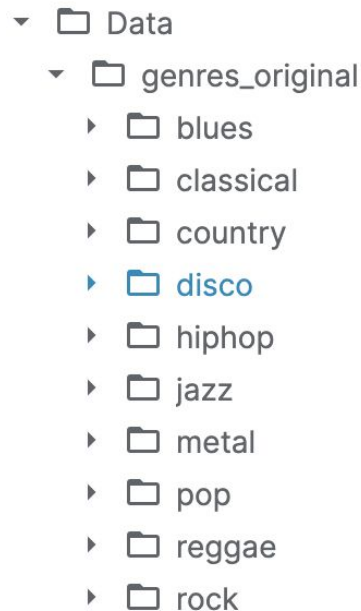 Data
genres_original
blues
classical
country
disco
hiphop
jazz
metal
pop
reggae
rock